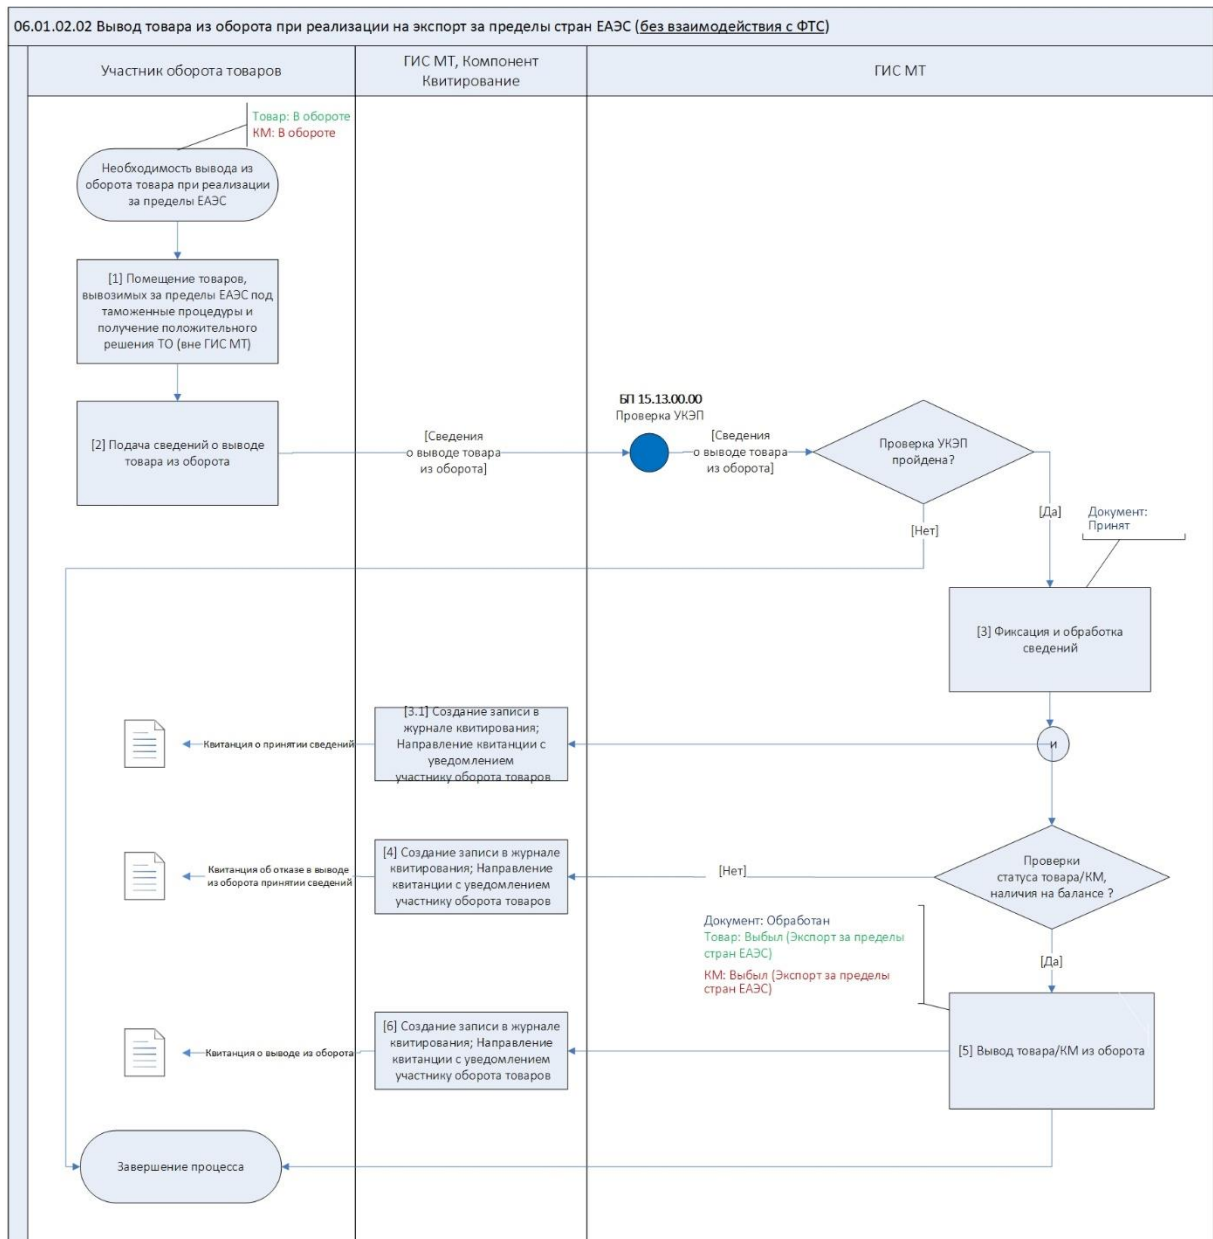 06.01.02.02 Вывод товара из оборота при реализации на экспорт за пределы стран ЕАЭС (без взаимодействия с ФТС)
Участник оборота товаров
ГИС МТ, Компонент
Квитирование
ГИС МТ
Товар: В обороте
КМ: В обороте
Необходимость вывода из
оборота товара при реализации
за пределы ЕАЭС
[1] Помещение товаров,
вывозимых за пределы ЕАЭС под
таможенные процедуры и
получение положительного
решения ТО (вне ГИС МТ)
[2] Подача сведений о выводе
товара из оборота
[Сведения
о выводе товара
из оборота]
БП 15.13.00.00
Проверка УКЭП
[Сведения
о выводе товара
из оборота]
Проверка УКЭП
пройдена?
[Нет]
[Да]
Документ:
Принят
[3] Фиксация и обработка
сведений
и
[3.1] Создание записи в
журнале квитирования;
Направление квитанции с
уведомлением
участнику оборота товаров
Квитанция о принятии сведений
Проверки
статуса товара/КМ,
наличия на балансе ?
[Нет]
[4] Создание записи в журнале
квитирования; Направление
квитанции с уведомлением
участнику оборота товаров
Квитанция об отказе в выводе
из оборота принятии сведений
[Да]
Документ: Обработан
Товар: Выбыл (Экспорт за пределы
стран ЕАЭС)
КМ: Выбыл (Экспорт за пределы
стран ЕАЭС)
[5] Вывод товара/КМ из оборота
[6] Создание записи в журнале
квитирования; Направление
квитанции с уведомлением
участнику оборота товаров
Квитанция о выводе из оборота
Завершение процесса